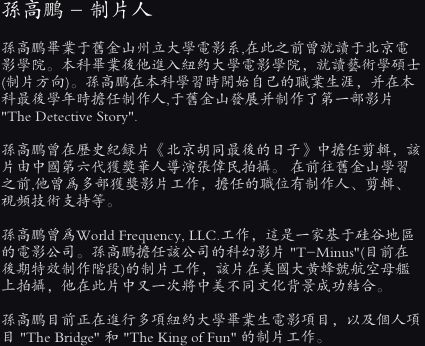 孫高鵬 – 制片人
孫高鵬畢業于舊金山州立大學電影系,在此之前曾就讀于北京電
影學院。本科畢業後他進入紐約大學電影學院，就讀藝術學碩士
(制片方向)。孫高鵬在本科學習時開始自己的職業生涯，并在本
科最後學年時擔任制作人,于舊金山發展并制作了第一部影片
"The Detective Story".
孫高鵬曾在歷史紀錄片《北京胡同最後的日子》中擔任剪輯，該
片由中國第六代獲獎華人導演張偉民拍攝。 在前往舊金山學習
之前,他曾爲多部獲獎影片工作，擔任的職位有制作人、剪輯、
視頻技術支持等。
孫高鵬曾爲World Frequency, LLC.工作，這是一家基于硅谷地區
的電影公司。孫高鵬擔任該公司的科幻影片 "T-Minus"(目前在
後期特效制作階段)的制片工作，該片在美國大黃蜂號航空母艦
上拍攝，他在此片中又一次將中美不同文化背景成功結合。
孫高鵬目前正在進行多項紐約大學畢業生電影項目，以及個人項
目 "The Bridge" 和 "The King of Fun" 的制片工作。